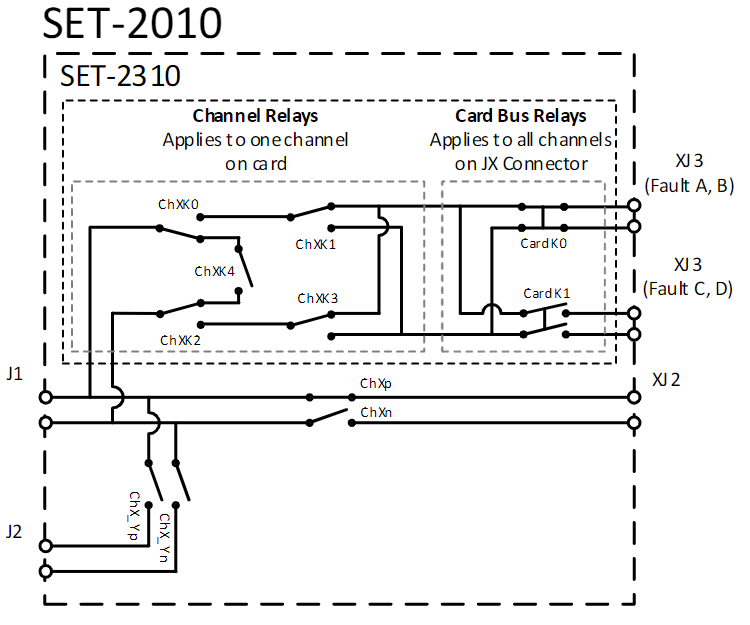 SET-2010
SET-2310
Channel Relays
Applies to one channel
on card
Card Bus Relays
Applies to all channels
on JX Connector
XJ3
(Fault A, B)
ChXK0
ChXK1
CardK0
ChXK4
XJ3
(Fault C, D)
ChXK3
CardK1
ChXK2
J1
ChXp
XJ2
ChXn
ChX_Yp
ChX_Yn
J2